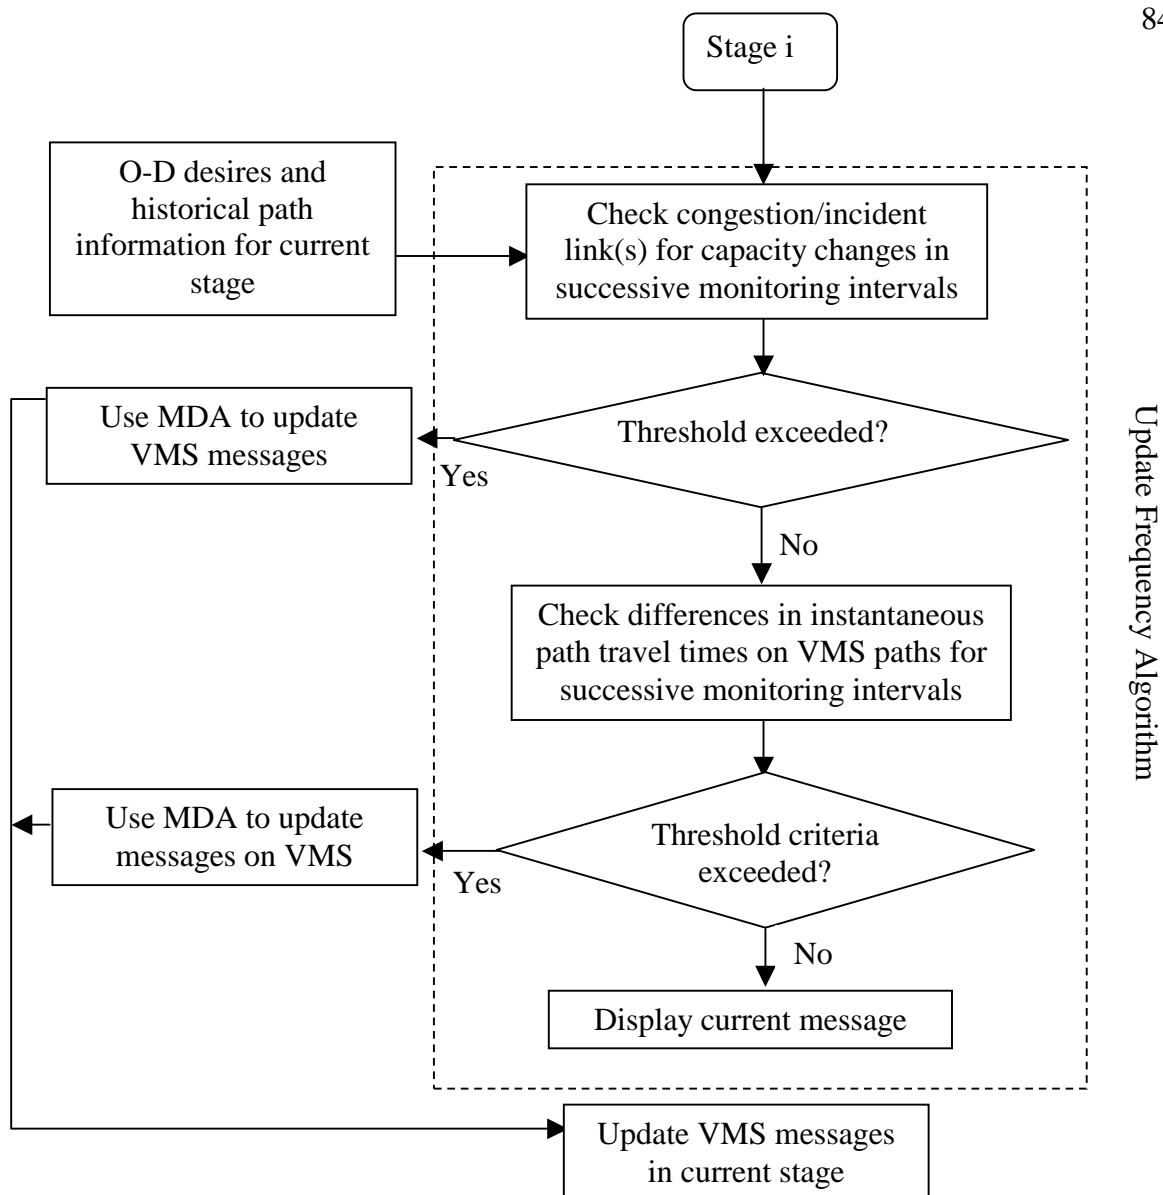 84
Stage i
O-D desires and
historical path
information for current
stage
Check congestion/incident
link(s) for capacity changes in
successive monitoring intervals
Use MDA to update
VMS messages
Threshold exceeded?
Yes
No
Check differences in instantaneous
path travel times on VMS paths for
successive monitoring intervals
Use MDA to update
messages on VMS
Threshold criteria
exceeded?
Yes
No
Display current message
Update VMS messages
in current stage
Update Frequency Algorithm